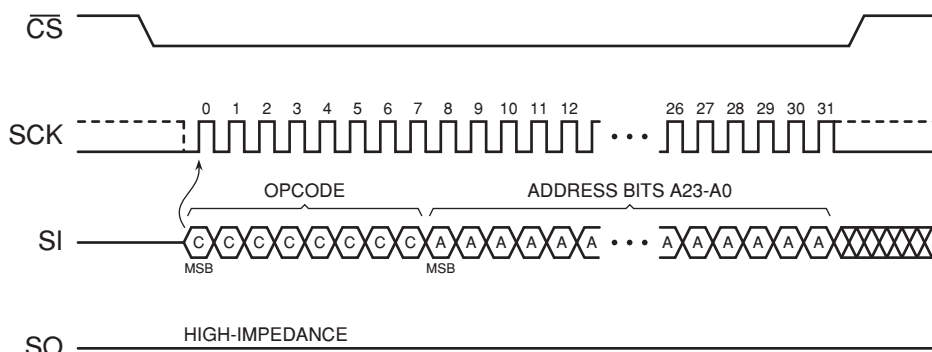 CS
0 1 2 3 4 5 6 7 8 9 10 11 12 26 27 28 29 30 31
SCK
OPCODE ADDRESS BITS A23-A0
SI C C C C C C C C A A A A A A A A A A A A
MSB MSB
HIGH-IMPEDANCE
SO